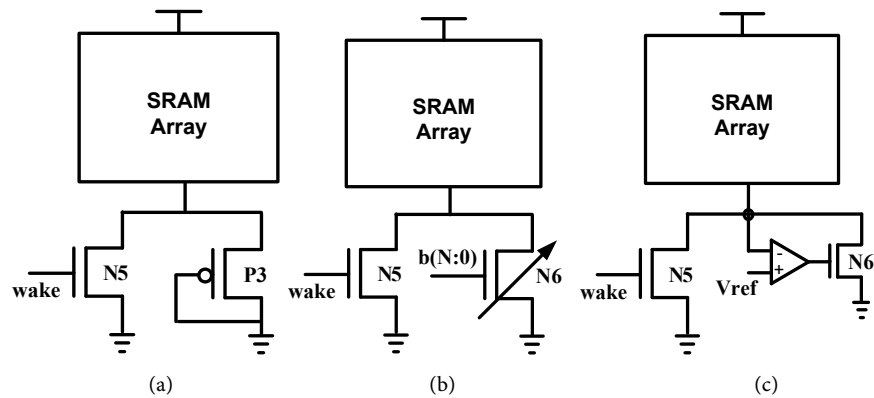 SRAM
Array
wake
N5
P3
(a)
SRAM
Array
wake
N5
b(N:0)
N6
(b)
SRAM
Array
wake
N5
Vref
-
+
N6
(c)